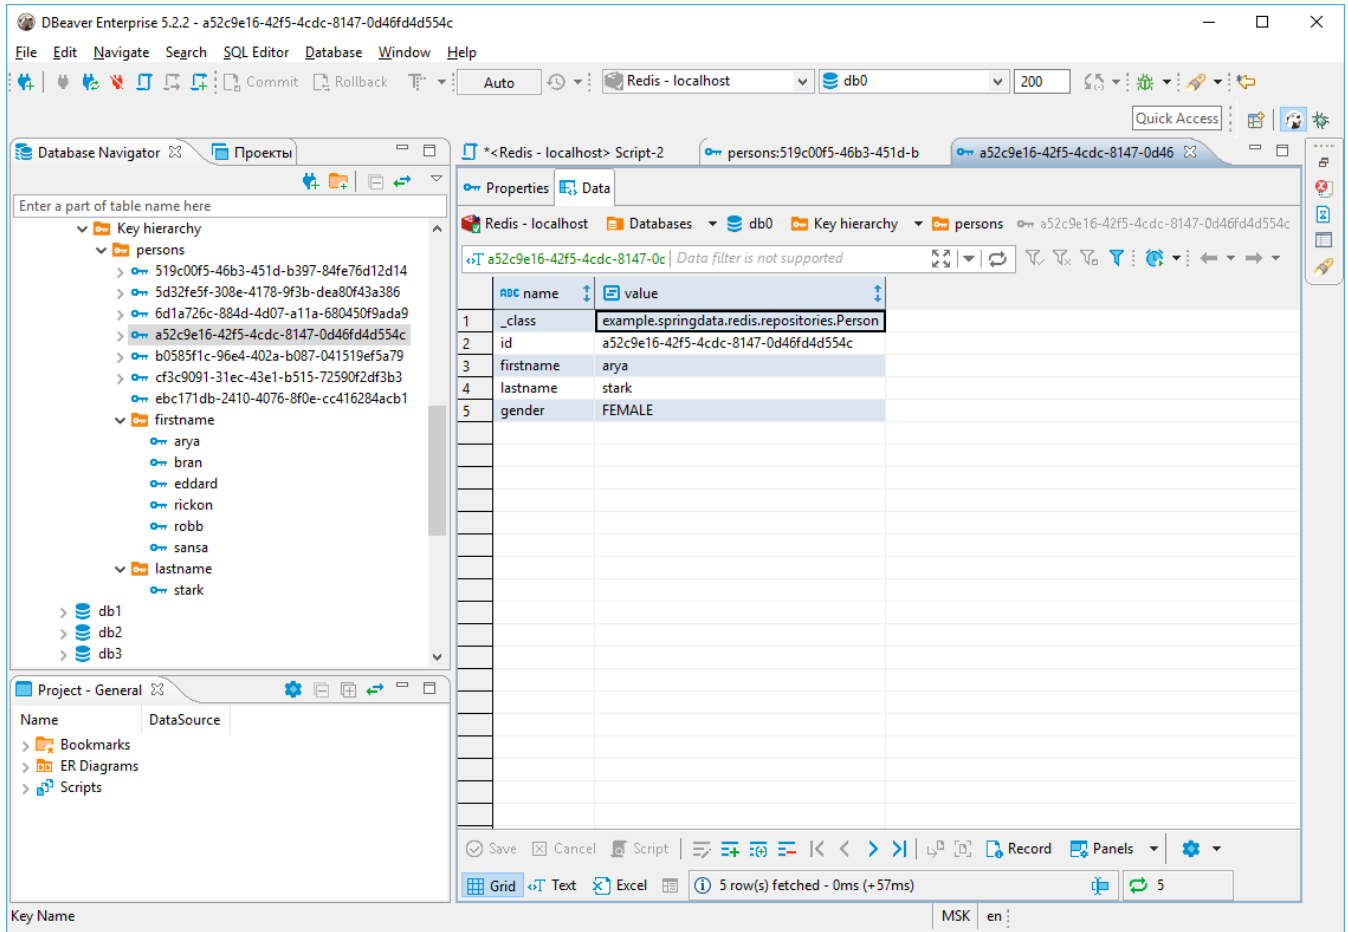 DBeaver Enterprise 5.2.2 - a52c9e16-42f5-4cdc-8147-0d46fd4d554c
File Edit Navigate Search SQL Editor Database Window Help
Commit Rollback Auto Redis - localhost db0 200
Quick Access
Database Navigator Проекты
Enter a part of table name here
Key hierarchy
persons
519c00f5-46b3-451d-b397-84fe76d12d14
5d32fe5f-308e-4178-9f3b-dea80f43a386
6d1a726c-884d-4d07-a11a-680450f9ada9
a52c9e16-42f5-4cdc-8147-0d46fd4d554c
b0585f1c-96e4-402a-b087-041519ef5a79
cf3c9091-31ec-43e1-b515-72590f2df3b3
ebc171db-2410-4076-8f0e-cc416284acb1
firstname
arya
bran
eddard
rickon
robb
sansa
lastname
stark
db1
db2
db3
Project - General
Name DataSource
Bookmarks
ER Diagrams
Scripts
*<Redis - localhost> Script-2 persons:519c00f5-46b3-451d-b a52c9e16-42f5-4cdc-8147-0d46
Properties Data
Redis - localhost Databases db0 Key hierarchy persons a52c9e16-42f5-4cdc-8147-0d46fd4d554c
a52c9e16-42f5-4cdc-8147-0c Data filter is not supported
ABC name value
1 _class example.springdata.redis.repositories.Person
2 id a52c9e16-42f5-4cdc-8147-0d46fd4d554c
3 firstname arya
4 lastname stark
5 gender FEMALE
Save Cancel Script Record Panels
Grid Text Excel 5 row(s) fetched - 0ms (+57ms) 5
Key Name MSK en